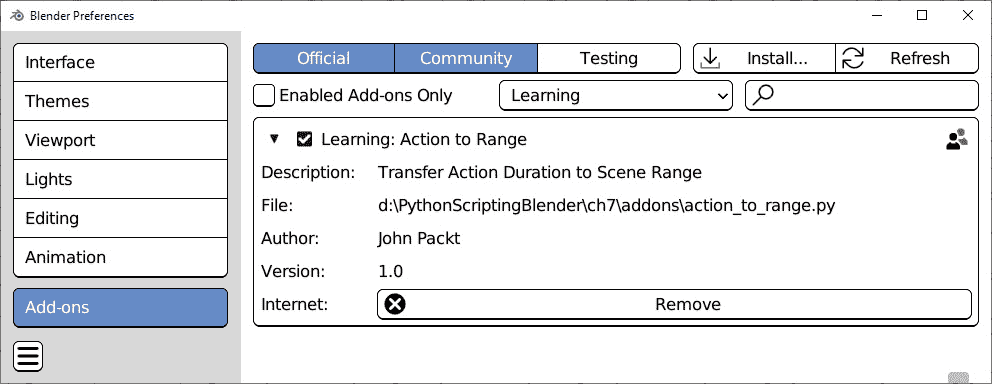 Blender Preferences
Interface
Themes
Viewport
Lights
Editing
Animation
Add-ons
Official Community Testing Install... Refresh
Enabled Add-ons Only Learning
Learning: Action to Range
Description: Transfer Action Duration to Scene Range
File: d:\PythonScriptingBlender\ch7\addons\action_to_range.py
Author: John Packt
Version: 1.0
Internet: Remove